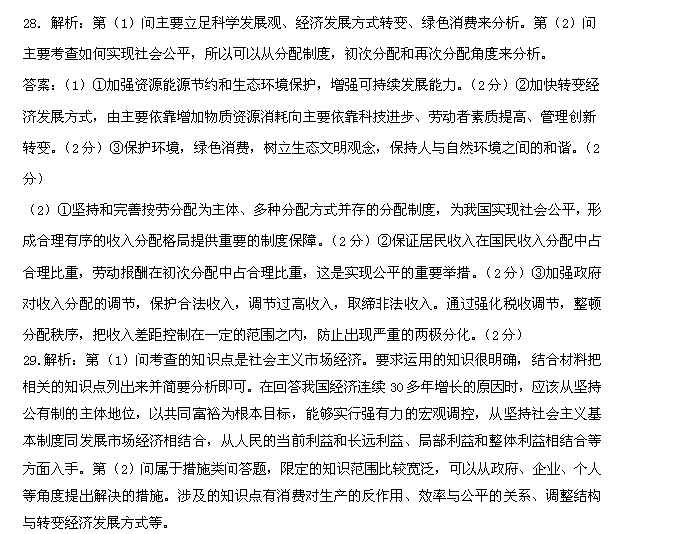 28. 解析：第（1）问主要立足科学发展观、经济发展方式转变、绿色消费来分析。第（2）问
主要考查如何实现社会公平，所以可以从分配制度，初次分配和再次分配角度来分析。
答案：（1）①加强资源能源节约和生态环境保护，增强可持续发展能力。（2分）②加快转变经
济发展方式，由主要依靠增加物质资源消耗向主要依靠科技进步、劳动者素质提高、管理创新
转变。（2分）③保护环境，绿色消费，树立生态文明观念，保持人与自然环境之间的和谐。（2
分）
（2）①坚持和完善按劳分配为主体、多种分配方式并存的分配制度，为我国实现社会公平，形
成合理有序的收入分配格局提供重要的制度保障。（2分）②保证居民收入在国民收入分配中占
合理比重，劳动报酬在初次分配中占合理比重，这是实现公平的重要举措。（2分）③加强政府
对收入分配的调节，保护合法收入，调节过高收入，取缔非法收入。通过强化税收调节，整顿
分配秩序，把收入差距控制在一定的范围之内，防止出现严重的两极分化。（2分）
29.解析：第（1）问考查的知识点是社会主义市场经济。要求运用的知识很明确，结合材料把
相关的知识点列出来并简要分析即可。在回答我国经济连续 30 多年增长的原因时，应该从坚持
公有制的主体地位，以共同富裕为根本目标，能够实行强有力的宏观调控，从坚持社会主义基
本制度同发展市场经济相结合，从人民的当前利益和长远利益、局部利益和整体利益相结合等
方面入手。第（2）问属于措施类问答题，限定的知识范围比较宽泛，可以从政府、企业、个人
等角度提出解决的措施。涉及的知识点有消费对生产的反作用、效率与公平的关系、调整结构
与转变经济发展方式等。